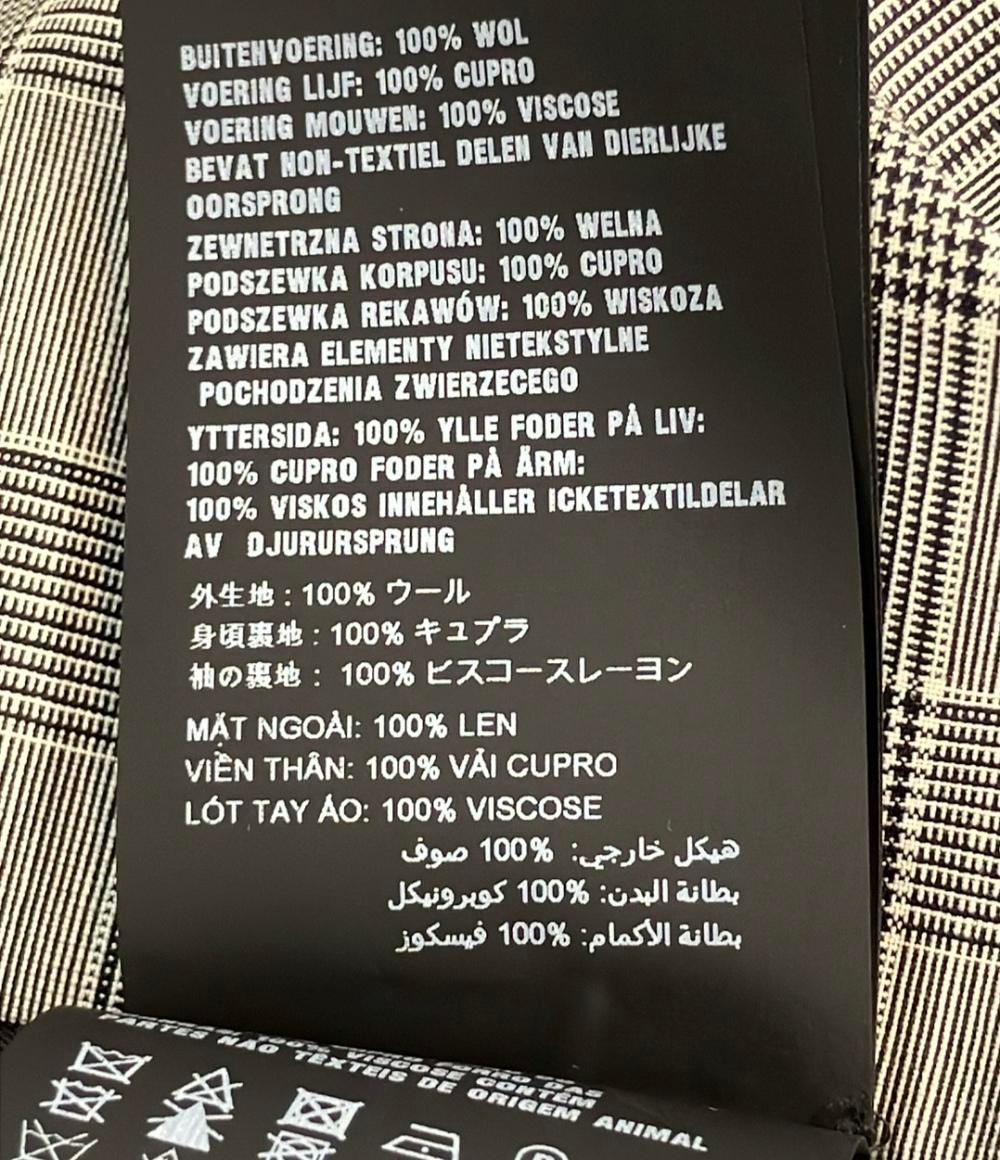 BUITENVOERING: 100% WOL
VOERING LIJF: 100% CUPRO
VOERING MOUWEN: 100% VISCOSE
BEVAT NON-TEXTIEL DELEN VAN DIERLIJKE
OORSPRONG
ZEWNETRZNA STRONA: 100% WELNA
PODSZEWKA KORPUSU: 100% CUPRO
PODSZEWKA REKAWÓW: 100% WISKOZA
ZAWIERA ELEMENTY NIETEKSTYLNE
POCHODZENIA ZWIERZECEGO
YTTERSIDA: 100% YLLE FODER PÅ LIV:
100% CUPRO FODER PÅ ÄRM:
100% VISKOS INNEHÅLLER ICKETEXTILDELAR
AV DJURURSPRUNG
外生地 : 100% ウール
身頃裏地 : 100% キュプラ
袖の裏地 : 100% ビスコースレーヨン
MẶT NGOÀI: 100% LEN
VIỀN THÂN: 100% VẢI CUPRO
LÓT TAY ÁO: 100% VISCOSE
هيكل خارجي: 100% صوف
بطانة البدن: 100% كوبرونيكل
بطانة الأكمام: 100% فيسكوز
VISCOSE CONTÉM
PARTES NÃO TÊXTEIS DE ORIGEM ANIMAL